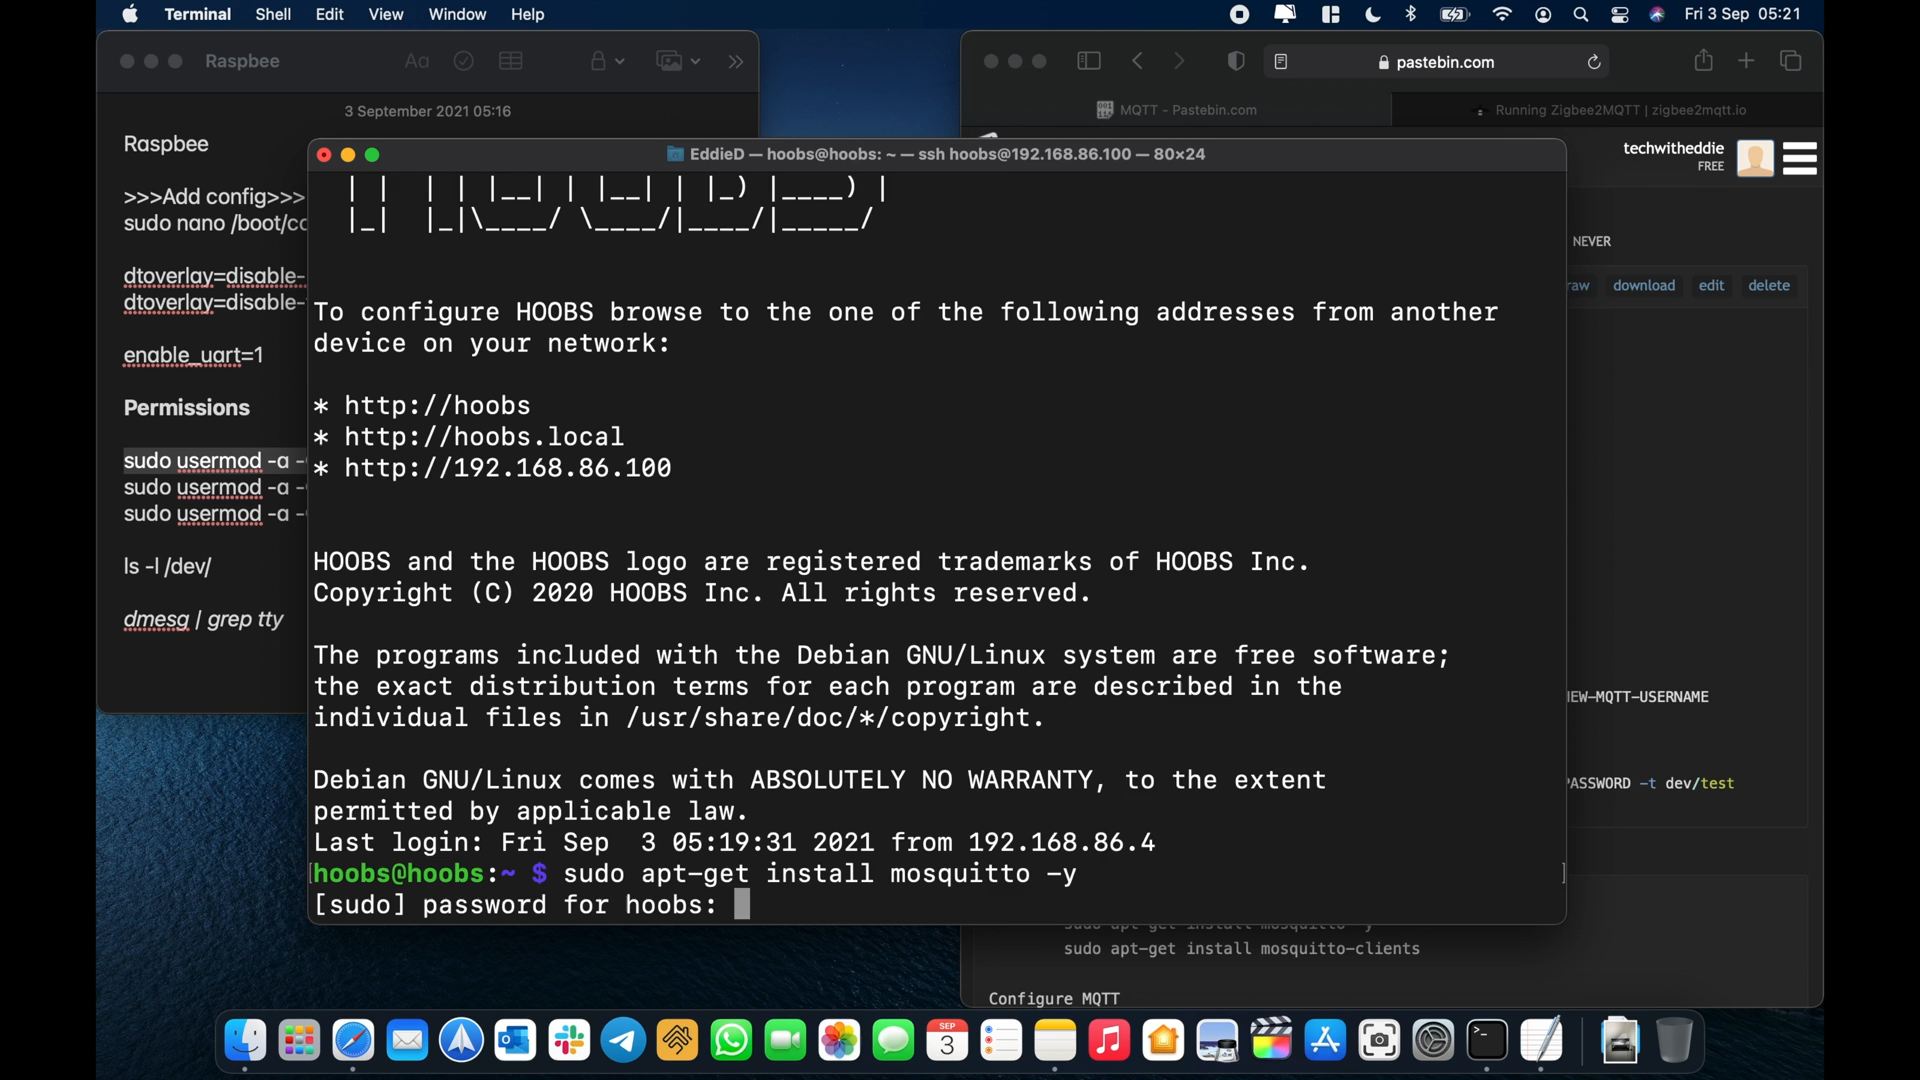 Terminal Shell Edit View Window Help
Fri 3 Sep 05:21
Raspbee
Aa
3 September 2021 05:16
Raspbee
>>>Add config>>>
sudo nano /boot/
dtoverlay=disable-
dtoverlay=disable-
enable_uart=1
Permissions
sudo usermod -a -
sudo usermod -a -
sudo usermod -a -
ls -l /dev/
dmesg | grep tty
pastebin.com
MQTT - Pastebin.com
Running Zigbee2MQTT | zigbee2mqtt.io
techwitheddie
FREE
NEVER
raw download edit delete
EW-MQTT-USERNAME
PASSWORD -t dev/test
EddieD — hoobs@hoobs: ~ — ssh hoobs@192.168.86.100 — 80×24
To configure HOOBS browse to the one of the following addresses from another
device on your network:
* http://hoobs
* http://hoobs.local
* http://192.168.86.100
HOOBS and the HOOBS logo are registered trademarks of HOOBS Inc.
Copyright (C) 2020 HOOBS Inc. All rights reserved.
The programs included with the Debian GNU/Linux system are free software;
the exact distribution terms for each program are described in the
individual files in /usr/share/doc/*/copyright.
Debian GNU/Linux comes with ABSOLUTELY NO WARRANTY, to the extent
permitted by applicable law.
Last login: Fri Sep  3 05:19:31 2021 from 192.168.86.4
hoobs@hoobs:~ $ sudo apt-get install mosquitto -y
[sudo] password for hoobs:
sudo apt-get install mosquitto -y
sudo apt-get install mosquitto-clients
Configure MQTT
SEP
3